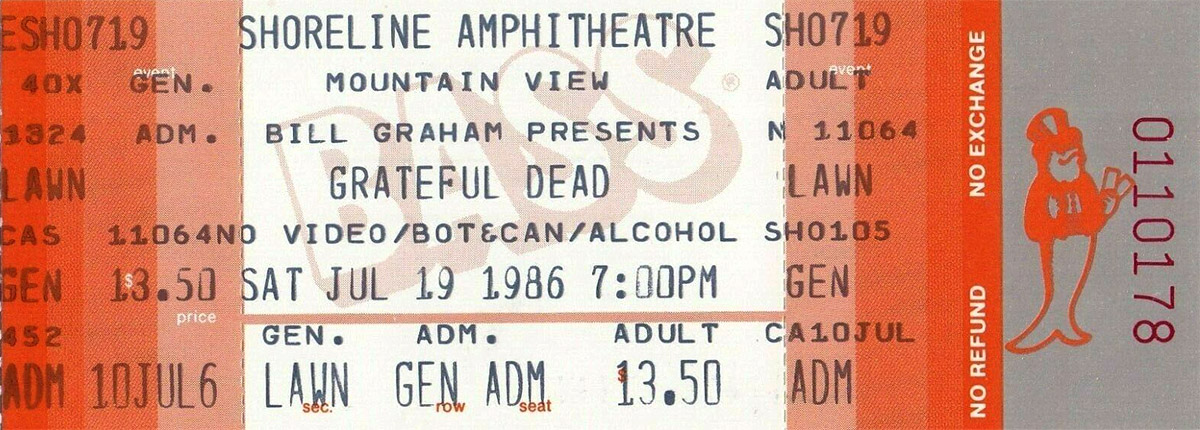 ESH0719 SHORELINE AMPHITHEATRE SH0719
event event
40X GEN. MOUNTAIN VIEW ADULT
BASS ®
1324 ADM. BILL GRAHAM PRESENTS N 11064
LAWN GRATEFUL DEAD LAWN
CAS 11064NO VIDEO/BOT&CAN/ALCOHOL SH0105
GEN $13.50 SAT JUL 19 1986 7:00PM GEN
price
452 GEN. ADM. ADULT CA10JUL
ADM 10JUL6 LAWN GEN ADM $13.50 ADM
sec. row seat
NO REFUND NO EXCHANGE
0110178